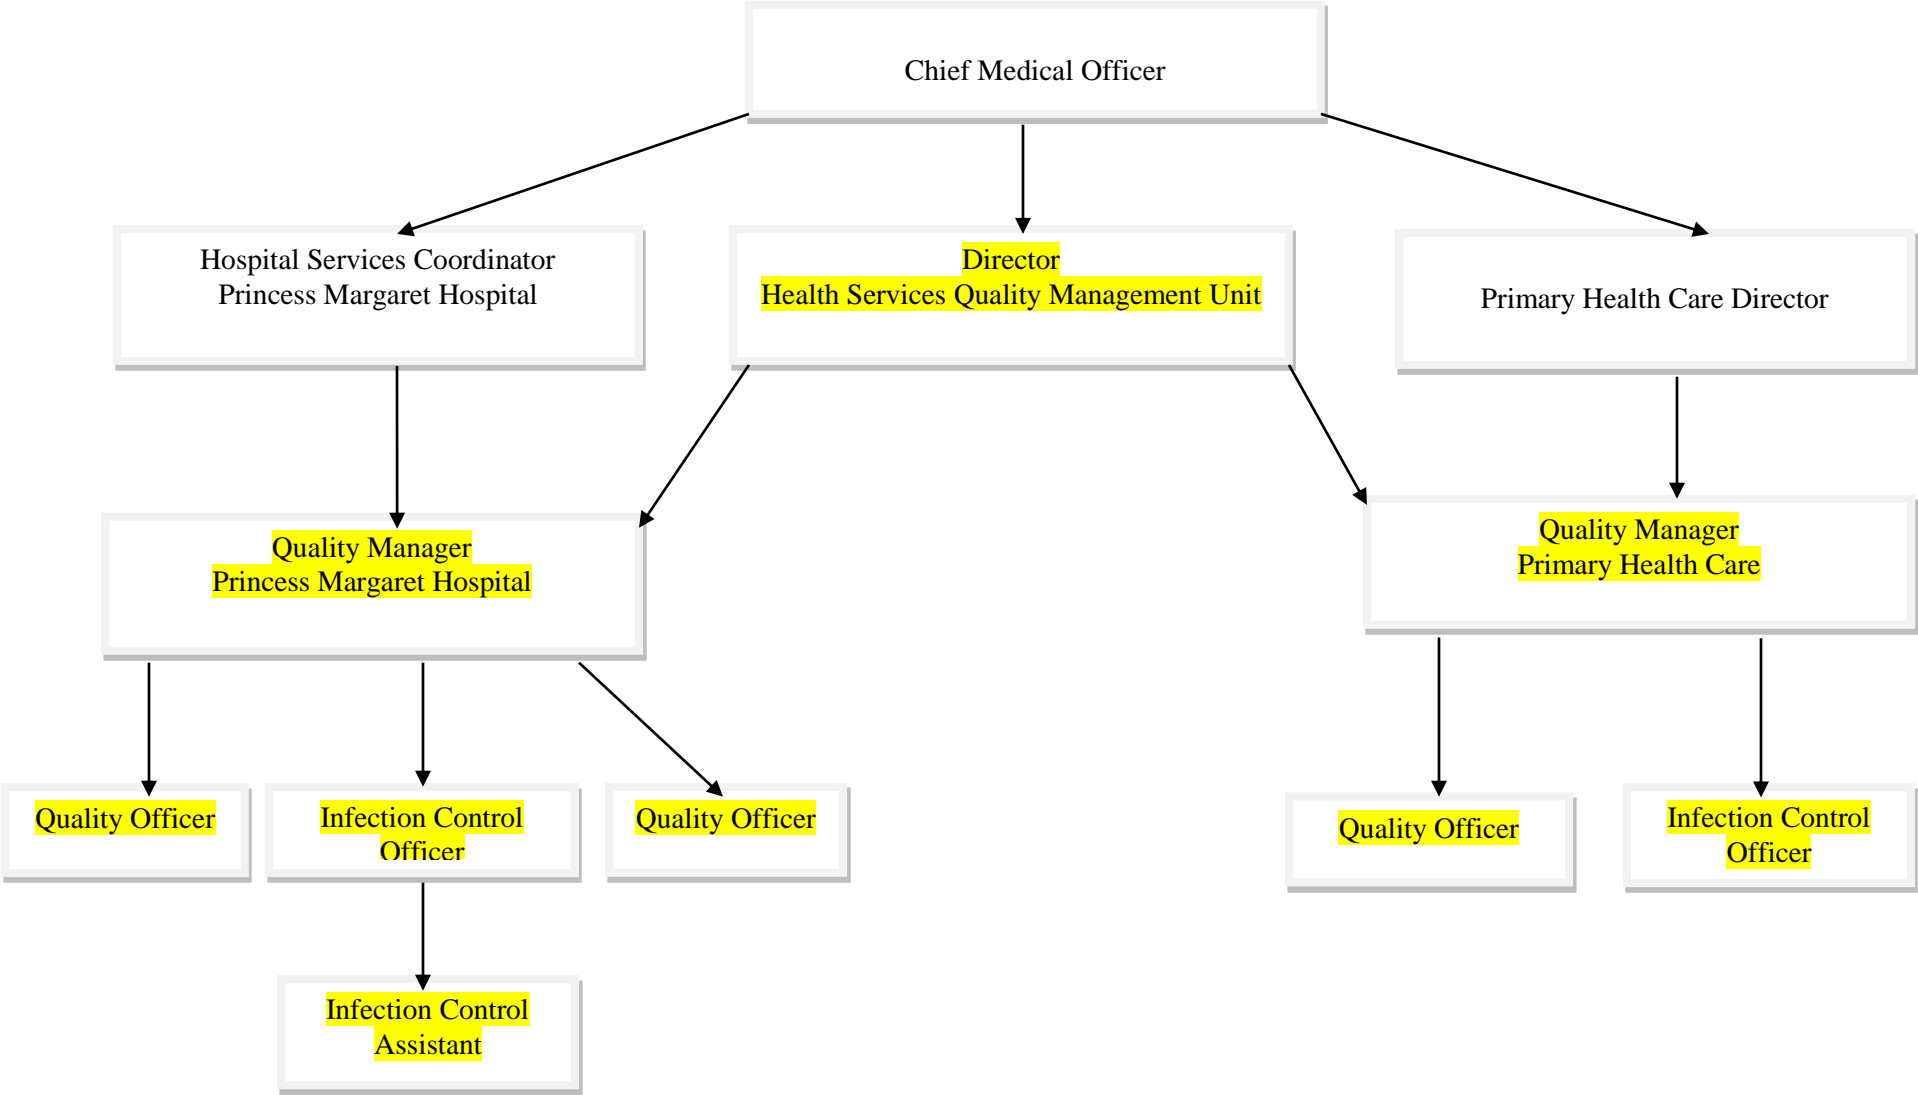 Chief Medical Officer
Hospital Services Coordinator
Princess Margaret Hospital
Director
Health Services Quality Management Unit
Primary Health Care Director
Quality Manager
Princess Margaret Hospital
Quality Manager
Primary Health Care
Quality Officer
Infection Control
Officer
Quality Officer
Quality Officer
Infection Control
Officer
Infection Control
Assistant